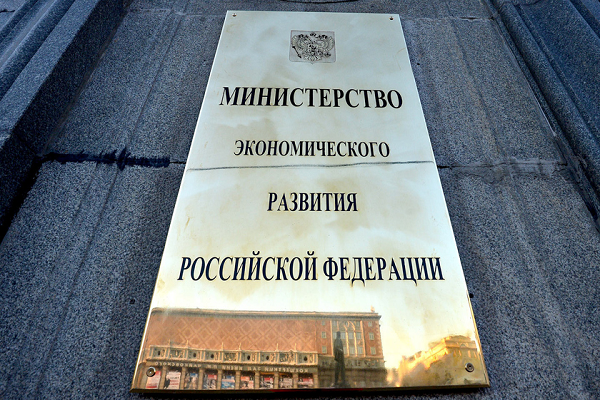 МИНИСТЕРСТВО
ЭКОНОМИЧЕСКОГО
РАЗВИТИЯ
РОССИЙСКОЙ ФЕДЕРАЦИИ